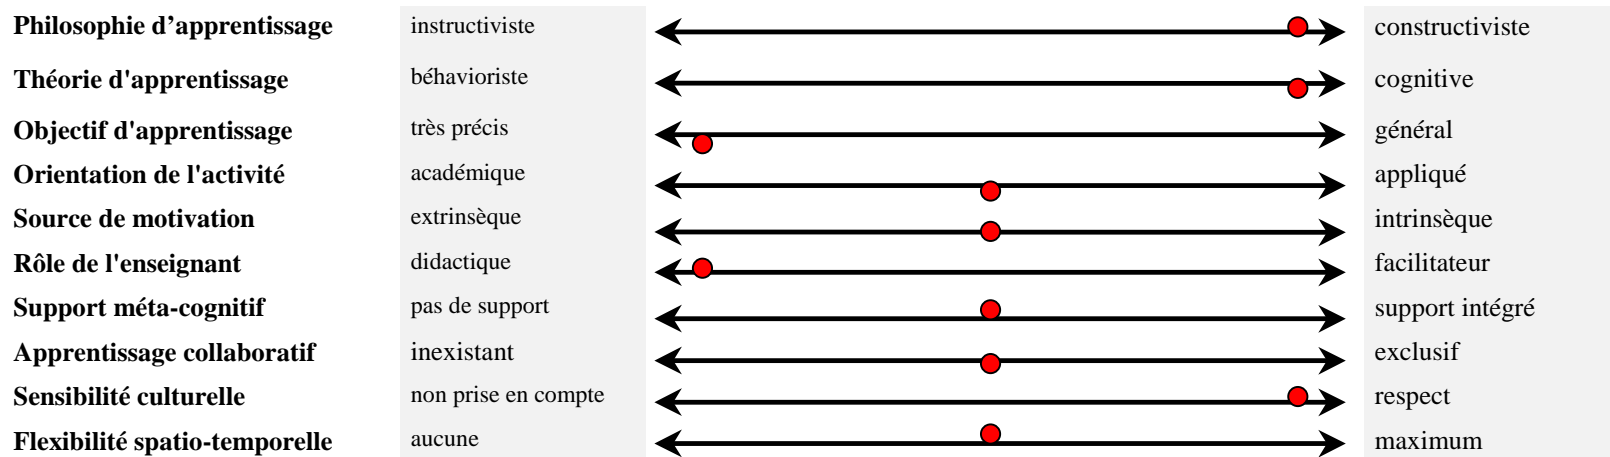 Philosophie d’apprentissage instructiviste constructiviste
Théorie d'apprentissage béhavioriste cognitive
Objectif d'apprentissage très précis général
Orientation de l'activité académique appliqué
Source de motivation extrinsèque intrinsèque
Rôle de l'enseignant didactique facilitateur
Support méta-cognitif pas de support support intégré
Apprentissage collaboratif inexistant exclusif
Sensibilité culturelle non prise en compte respect
Flexibilité spatio-temporelle aucune maximum